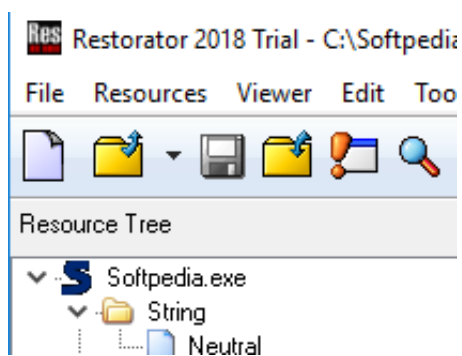 Res Restorator 2018 Trial - C:\Softpedia
File Resources Viewer Edit Too
Resource Tree
Softpedia.exe
String
Neutral